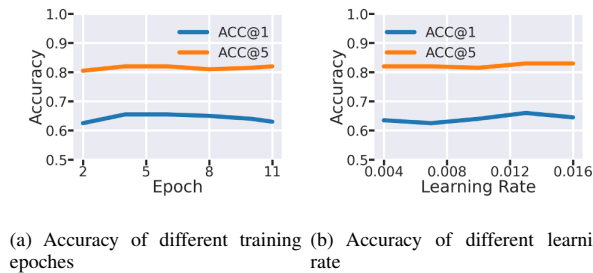 1.0
0.9
0.8
0.7
0.6
0.5
Accuracy
ACC@1
ACC@5
2 5 8 11
Epoch
1.0
0.9
0.8
0.7
0.6
0.5
Accuracy
ACC@1
ACC@5
0.004 0.008 0.012 0.016
Learning Rate
(a) Accuracy of different training
epoches
(b) Accuracy of different learni
rate